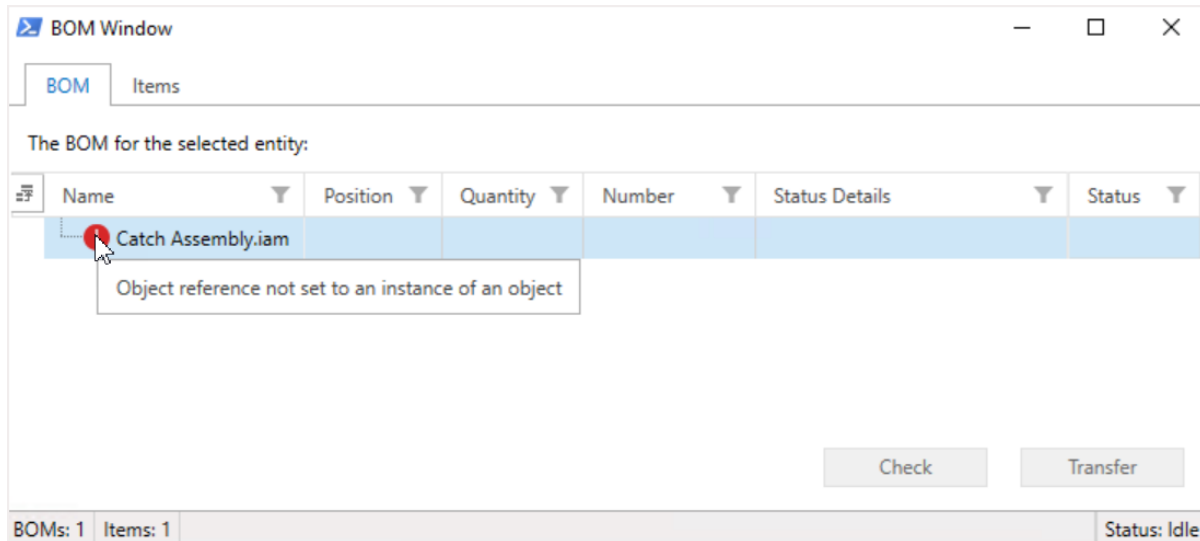 BOM Window
BOM Items
The BOM for the selected entity:
Name Position Quantity Number Status Details Status
Catch Assembly.iam
Object reference not set to an instance of an object
Check Transfer
BOMs: 1 Items: 1 Status: Idle